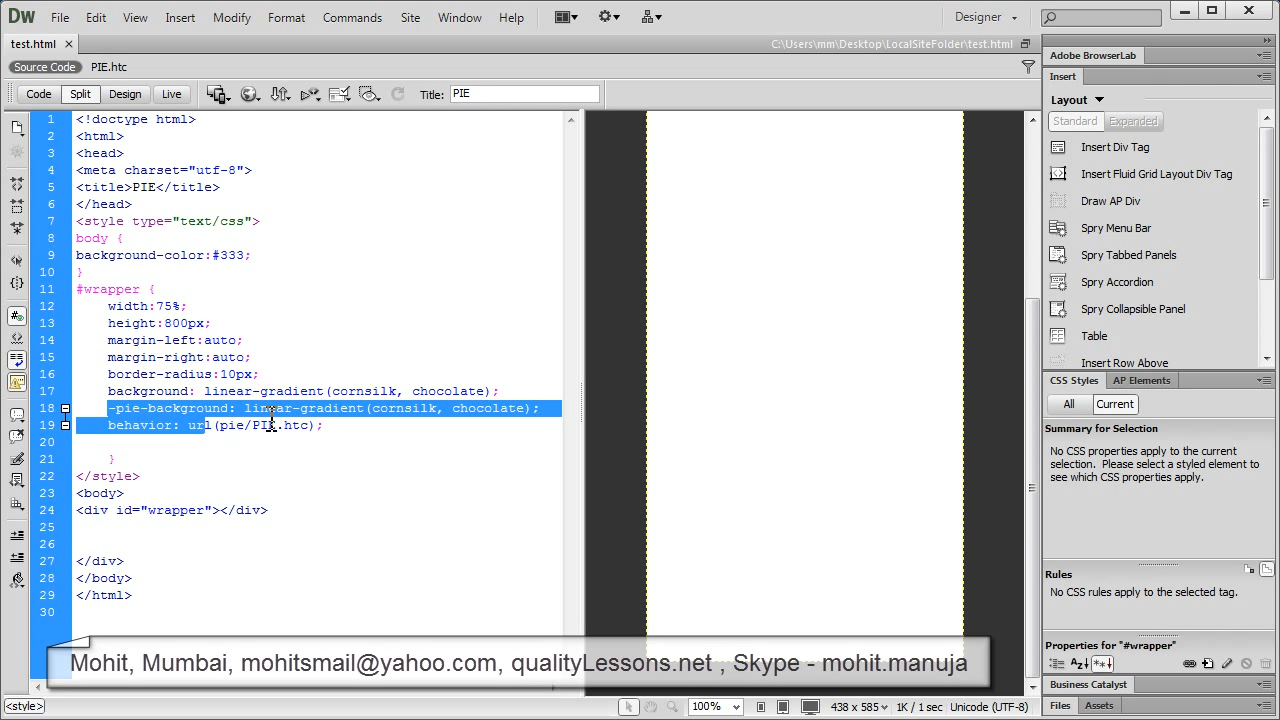 Dw File Edit View Insert Modify Format Commands Site Window Help Designer
test.html C:\Users\mm\Desktop\LocalSiteFolder\test.html
Source Code PIE.htc
Code Split Design Live Title: PIE
1 <!doctype html>
2 <html>
3 <head>
4 <meta charset="utf-8">
5 <title>PIE</title>
6 </head>
7 <style type="text/css">
8 body {
9 background-color:#333;
10 }
11 #wrapper {
12 width:75%;
13 height:800px;
14 margin-left:auto;
15 margin-right:auto;
16 border-radius:10px;
17 background: linear-gradient(cornsilk, chocolate);
18 -pie-background: linear-gradient(cornsilk, chocolate);
19 behavior: url(pie/PIE.htc);
20
21 }
22 </style>
23 <body>
24 <div id="wrapper"></div>
25
26
27 </div>
28 </body>
29 </html>
30
Adobe BrowserLab
Insert
Layout
Standard Expanded
Insert Div Tag
Insert Fluid Grid Layout Div Tag
Draw AP Div
Spry Menu Bar
Spry Tabbed Panels
Spry Accordion
Spry Collapsible Panel
Table
Insert Row Above
CSS Styles AP Elements
All Current
Summary for Selection
No CSS properties apply to the current
selection. Please select a styled element to
see which CSS properties apply.
Rules
No CSS rules apply to the selected tag.
Properties for "#wrapper"
Business Catalyst
Files Assets
Mohit, Mumbai, mohitsmail@yahoo.com, qualityLessons.net , Skype - mohit.manuja
<style> 100% 438 x 585 1K / 1 sec Unicode (UTF-8)